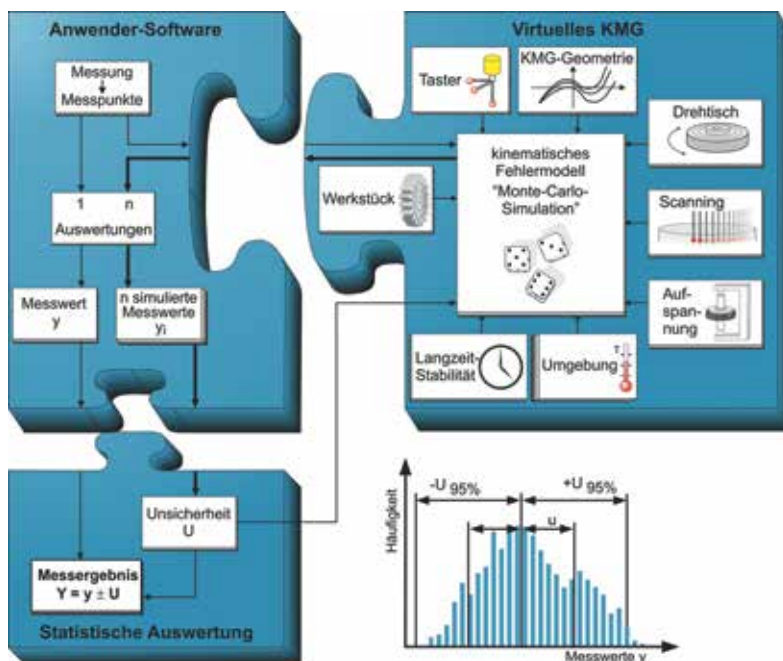 Anwender-Software
Messung
Messpunkte
1 n
Auswertungen
Messwert
y
n simulierte
Messwerte
yi
Virtuelles KMG
Taster
KMG-Geometrie
Drehtisch
kinematisches
Fehlermodell
"Monte-Carlo-
Simulation"
Werkstück
Scanning
Auf-
span-
nung
Langzeit-
Stabilität
Umgebung
T
Unsicherheit
U
Messergebnis
Y = y ± U
Statistische Auswertung
Häufigkeit
-U 95%
+U 95%
u
Messwerte y